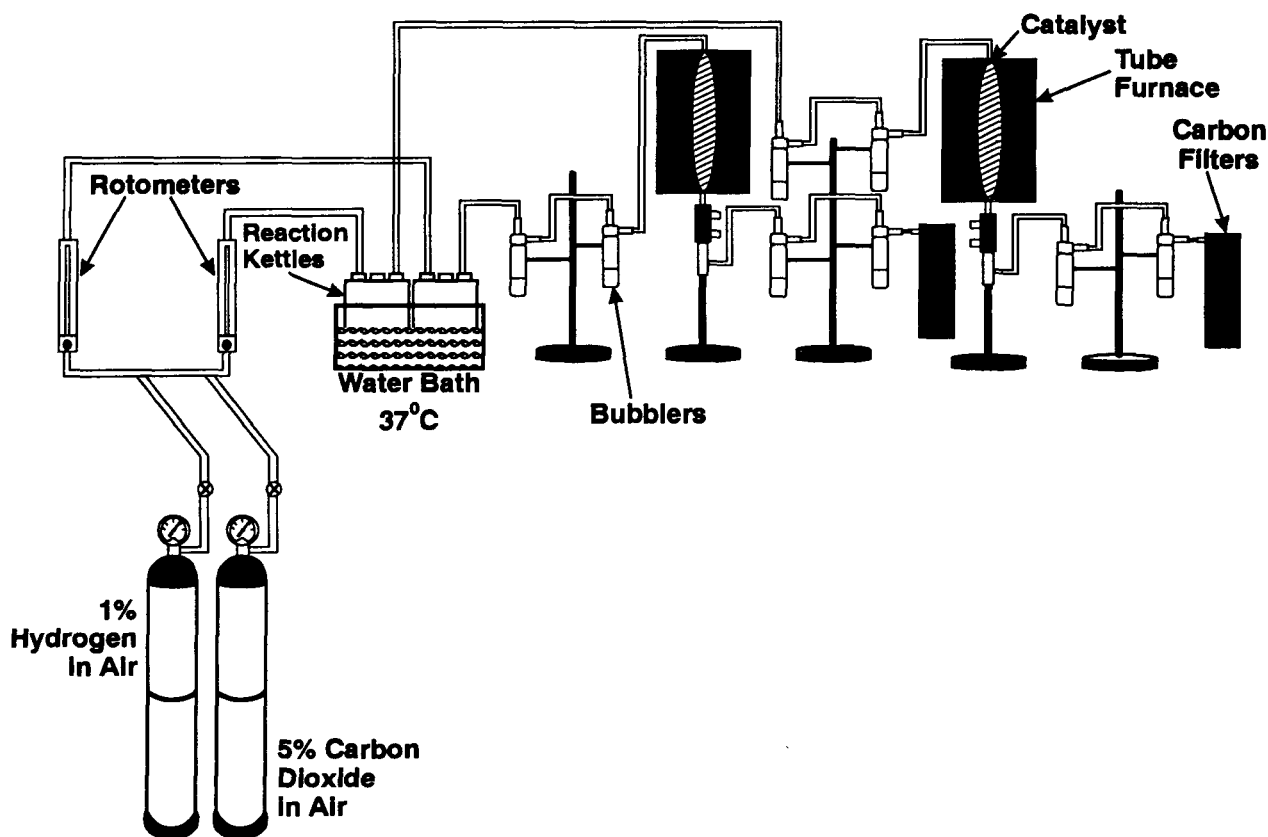 Catalyst
Tube
Furnace
Carbon
Filters
Rotometers
Reaction
Kettles
Water Bath
37°C
Bubblers
1%
Hydrogen
in Air
5% Carbon
Dioxide
in Air